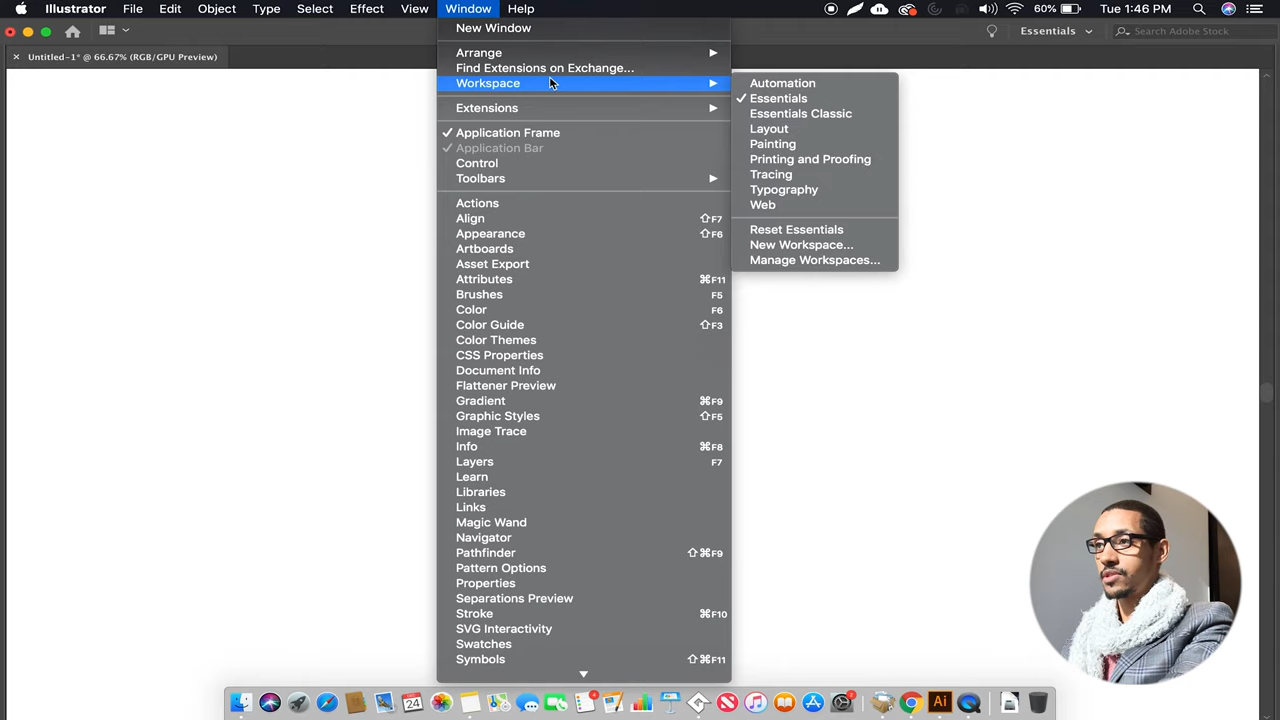 Illustrator File Edit Object Type Select Effect View Window Help 60% Tue 1:46 PM
Essentials Search Adobe Stock
× Untitled-1* @ 66.67% (RGB/GPU Preview)
New Window
Arrange
Find Extensions on Exchange...
Workspace
Extensions
✓ Application Frame
✓ Application Bar
Control
Toolbars
Actions
Align ⇧F7
Appearance ⇧F6
Artboards
Asset Export
Attributes ⌘F11
Brushes F5
Color F6
Color Guide ⇧F3
Color Themes
CSS Properties
Document Info
Flattener Preview
Gradient ⌘F9
Graphic Styles ⇧F5
Image Trace
Info ⌘F8
Layers F7
Learn
Libraries
Links
Magic Wand
Navigator
Pathfinder ⇧⌘F9
Pattern Options
Properties
Separations Preview
Stroke ⌘F10
SVG Interactivity
Swatches
Symbols ⇧⌘F11
Automation
✓ Essentials
Essentials Classic
Layout
Painting
Printing and Proofing
Tracing
Typography
Web
Reset Essentials
New Workspace...
Manage Workspaces...
24
4
Ai